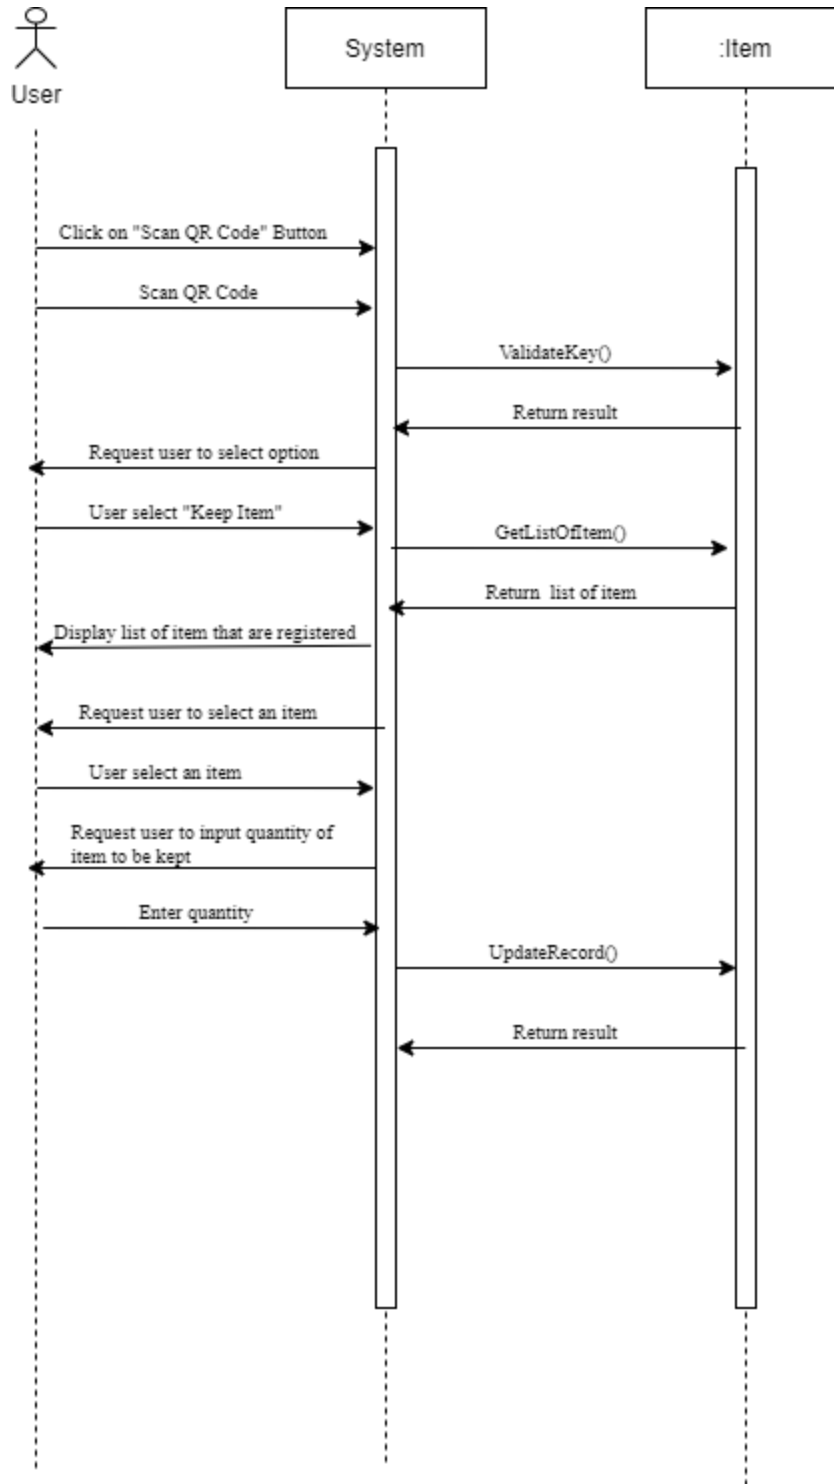 User
System
:Item
Click on "Scan QR Code" Button
Scan QR Code
ValidateKey()
Return result
Request user to select option
User select "Keep Item"
GetListOfItem()
Return list of item
Display list of item that are registered
Request user to select an item
User select an item
Request user to input quantity of
item to be kept
Enter quantity
UpdateRecord()
Return result